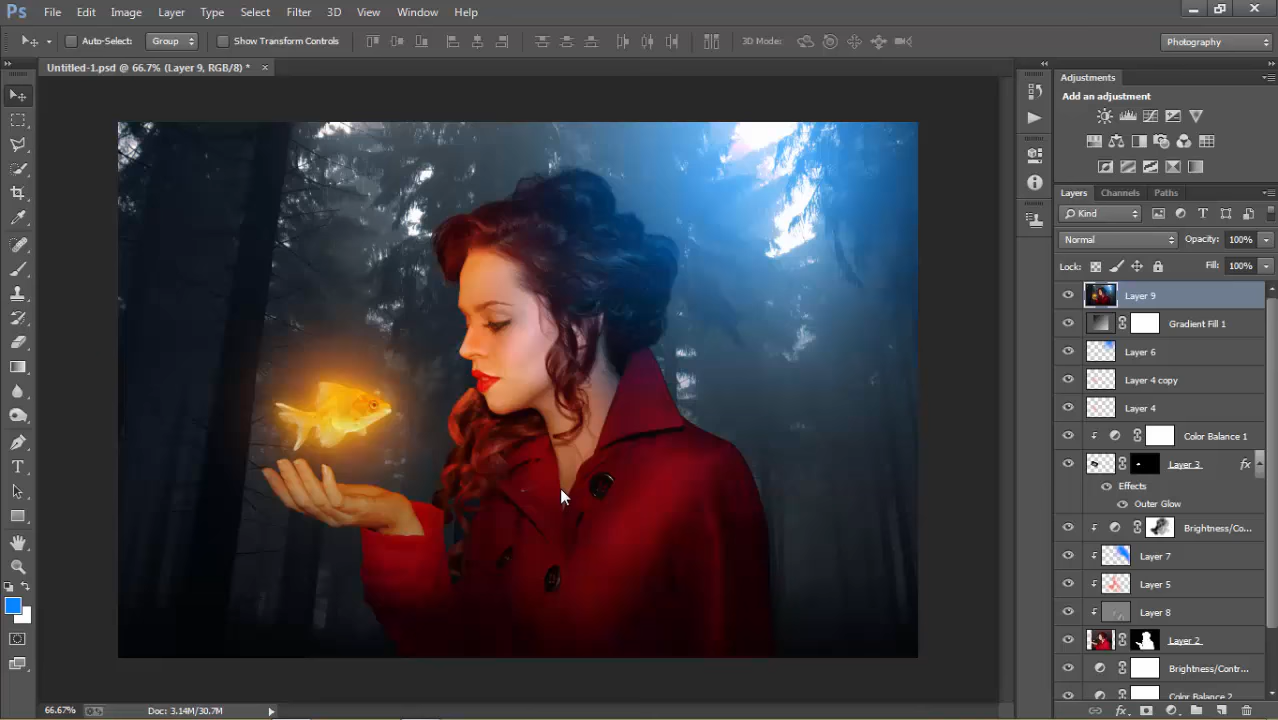 Ps File Edit Image Layer Type Select Filter 3D View Window Help
Auto-Select: Group Show Transform Controls 3D Mode: Photography
Untitled-1.psd @ 66.7% (Layer 9, RGB/8) * ×
Adjustments
Add an adjustment
Layers Channels Paths
Kind
Normal Opacity: 100%
Lock: Fill: 100%
Layer 9
Gradient Fill 1
Layer 6
Layer 4 copy
Layer 4
Color Balance 1
Layer 3 fx
Effects
Outer Glow
Brightness/Co...
Layer 7
Layer 5
Layer 8
Layer 2
Brightness/Contr...
Color Balance 2
66.67% Doc: 3.14M/30.7M fx